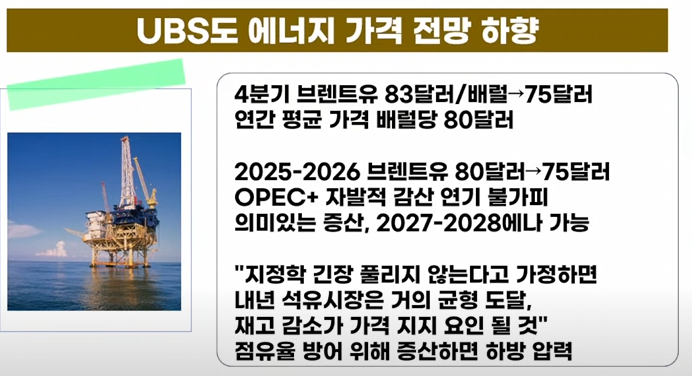 UBS도 에너지 가격 전망 하향
4분기 브렌트유 83달러/배럴→75달러
연간 평균 가격 배럴당 80달러
2025-2026 브렌트유 80달러→75달러
OPEC+ 자발적 감산 연기 불가피
의미있는 증산, 2027-2028에나 가능
"지정학 긴장 풀리지 않는다고 가정하면
내년 석유시장은 거의 균형 도달,
재고 감소가 가격 지지 요인 될 것"
점유율 방어 위해 증산하면 하방 압력